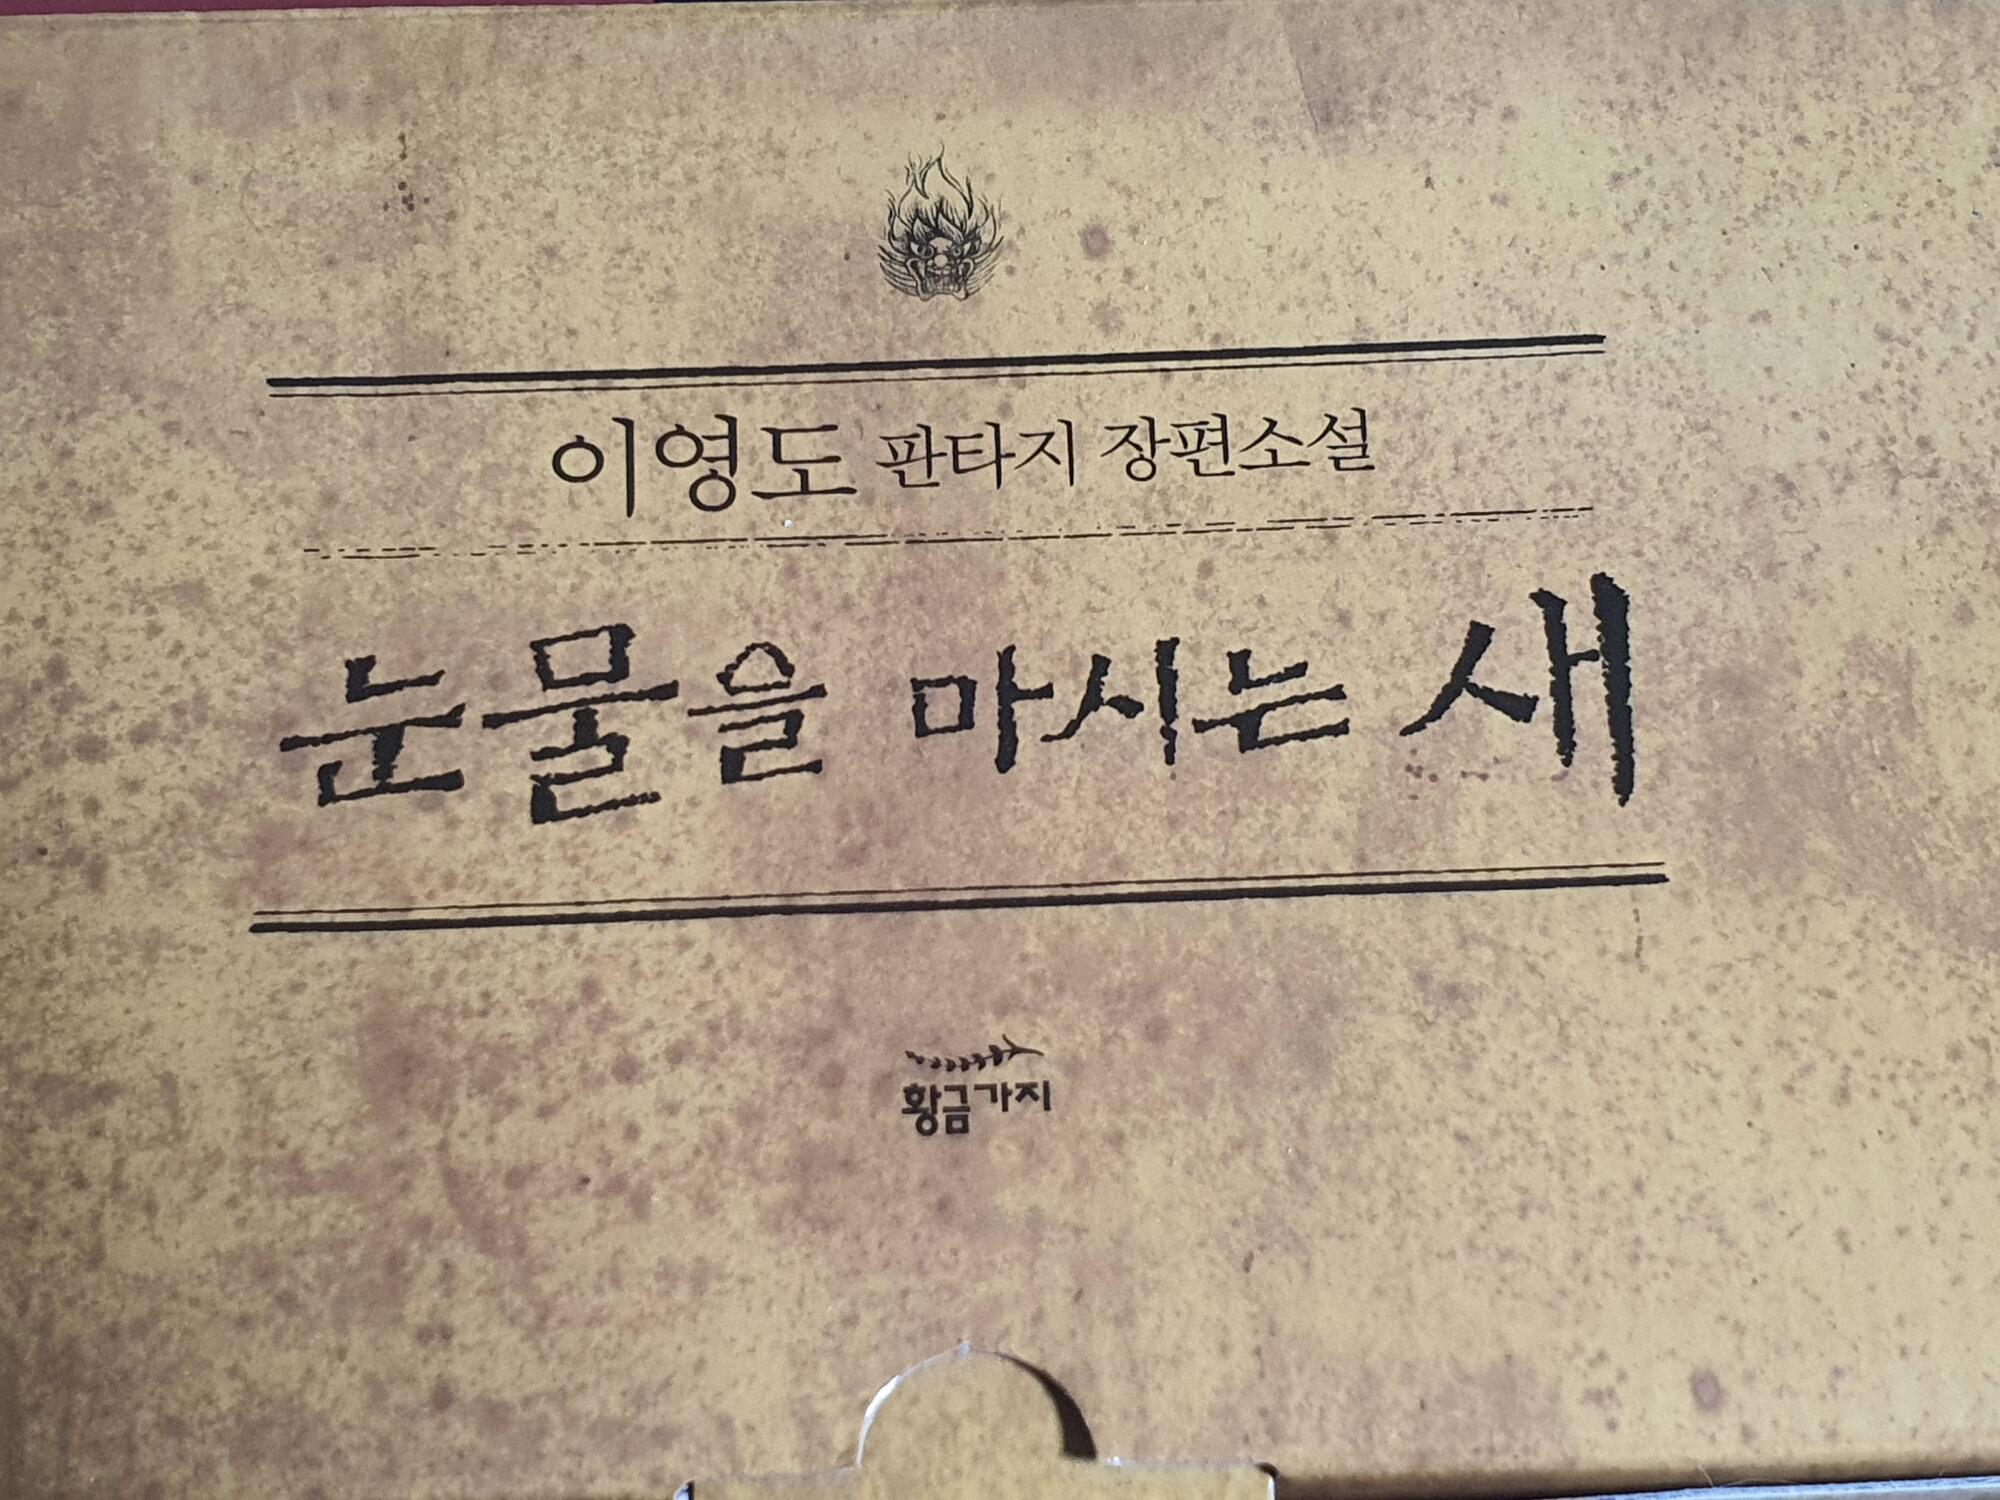 이영도 판타지 장편소설
눈물을 마시는 새
황금가지